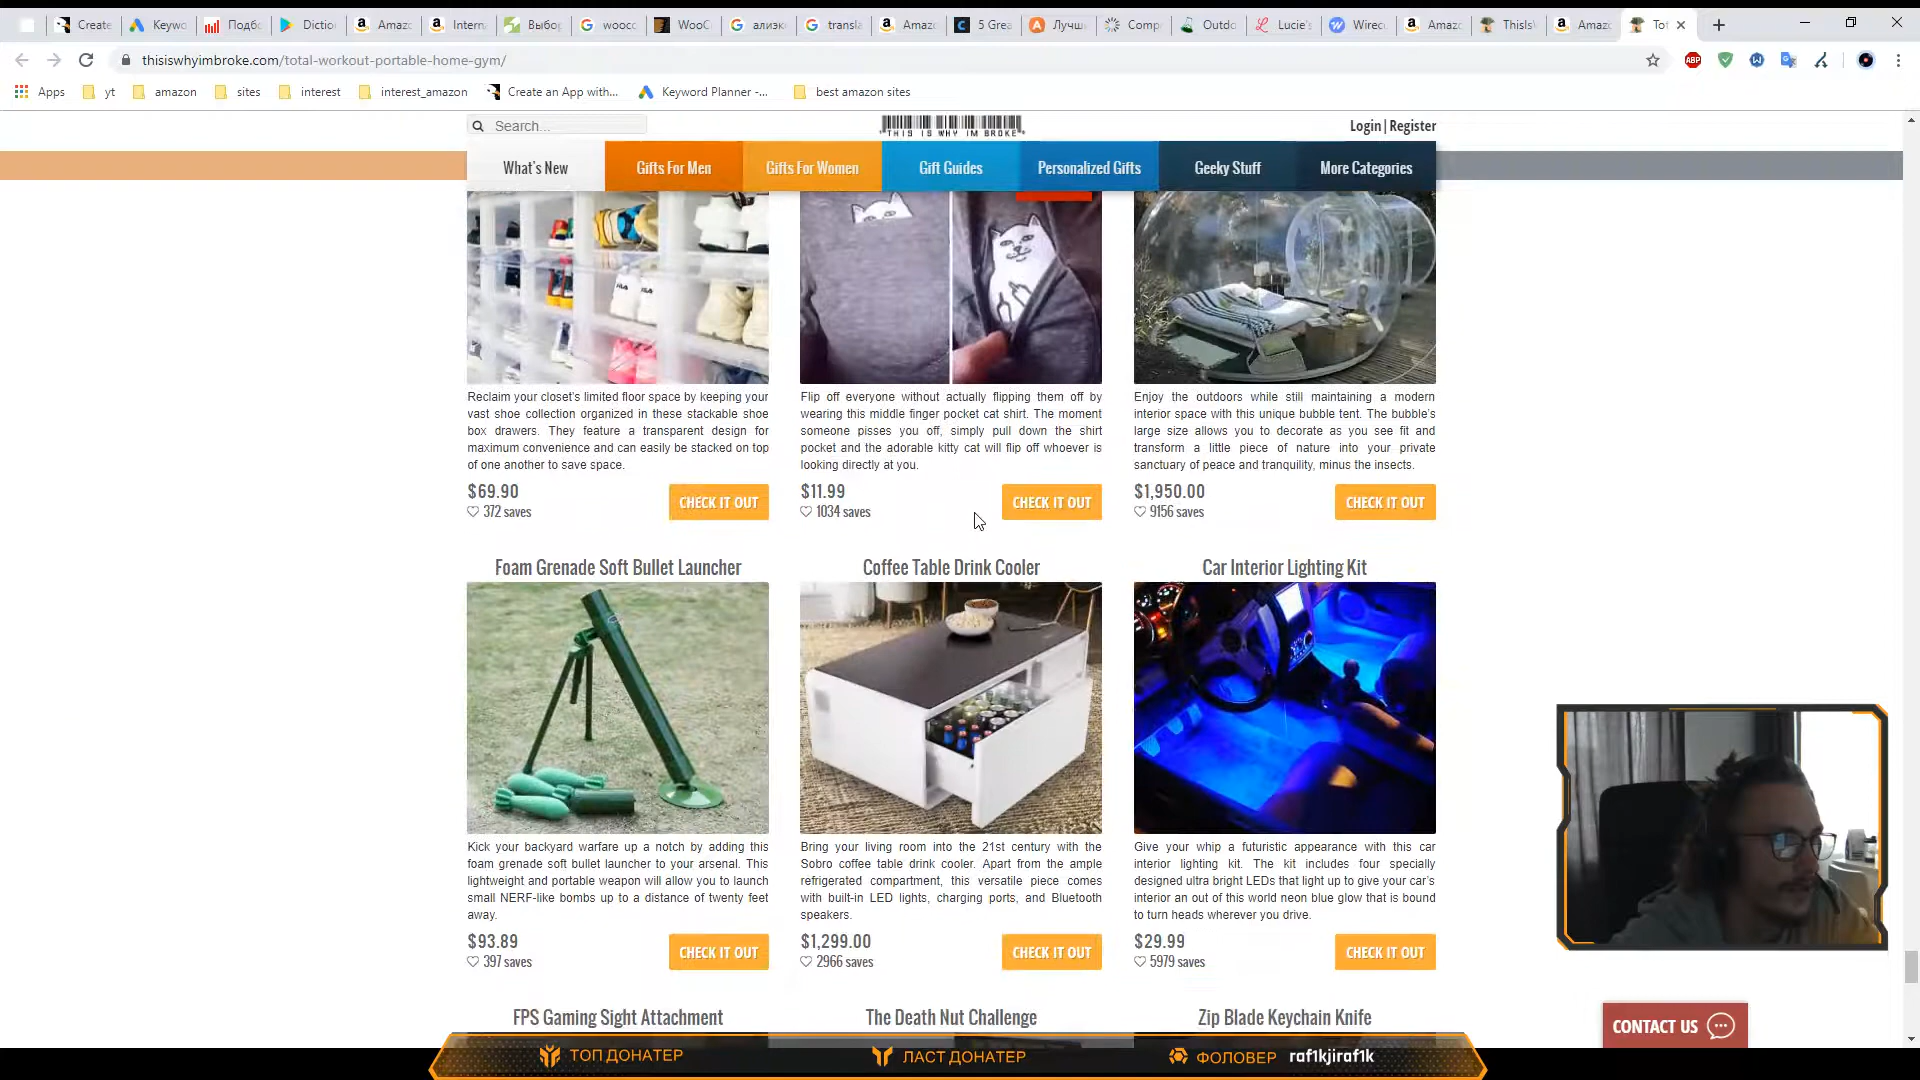 Create
Keywo
Подб
Dictio
Amazo
Intern
Выбор
woocc
WooC
алиэк
transla
Amazo
5 Grea
Лучш
Comp
Outdo
Lucie's
Wirecu
Amazo
ThisIs
Amazo
Tot
thisiswhyimbroke.com/total-workout-portable-home-gym/
Apps yt amazon sites interest interest_amazon Create an App with... Keyword Planner -... best amazon sites
Search...
THIS IS WHY IM BROKE
Login | Register
What's New Gifts For Men Gifts For Women Gift Guides Personalized Gifts Geeky Stuff More Categories
Reclaim your closet's limited floor space by keeping your
vast shoe collection organized in these stackable shoe
box drawers. They feature a transparent design for
maximum convenience and can easily be stacked on top
of one another to save space.
$69.90
372 saves
CHECK IT OUT
Flip off everyone without actually flipping them off by
wearing this middle finger pocket cat shirt. The moment
someone pisses you off, simply pull down the shirt
pocket and the adorable kitty cat will flip off whoever is
looking directly at you.
$11.99
1034 saves
CHECK IT OUT
Enjoy the outdoors while still maintaining a modern
interior space with this unique bubble tent. The bubble's
large size allows you to decorate as you see fit and
transform a little piece of nature into your private
sanctuary of peace and tranquility, minus the insects.
$1,950.00
9156 saves
CHECK IT OUT
Foam Grenade Soft Bullet Launcher
Kick your backyard warfare up a notch by adding this
foam grenade soft bullet launcher to your arsenal. This
lightweight and portable weapon will allow you to launch
small NERF-like bombs up to a distance of twenty feet
away.
$93.89
397 saves
CHECK IT OUT
Coffee Table Drink Cooler
Bring your living room into the 21st century with the
Sobro coffee table drink cooler. Apart from the ample
refrigerated compartment, this versatile piece comes
with built-in LED lights, charging ports, and Bluetooth
speakers.
$1,299.00
2966 saves
CHECK IT OUT
Car Interior Lighting Kit
Give your whip a futuristic appearance with this car
interior lighting kit. The kit includes four specially
designed ultra bright LEDs that light up to give your car's
interior an out of this world neon blue glow that is bound
to turn heads wherever you drive.
$29.99
5979 saves
CHECK IT OUT
FPS Gaming Sight Attachment
The Death Nut Challenge
Zip Blade Keychain Knife
CONTACT US
ТОП ДОНАТЕР
ЛАСТ ДОНАТЕР
ФОЛОВЕР raf1kjiraf1k